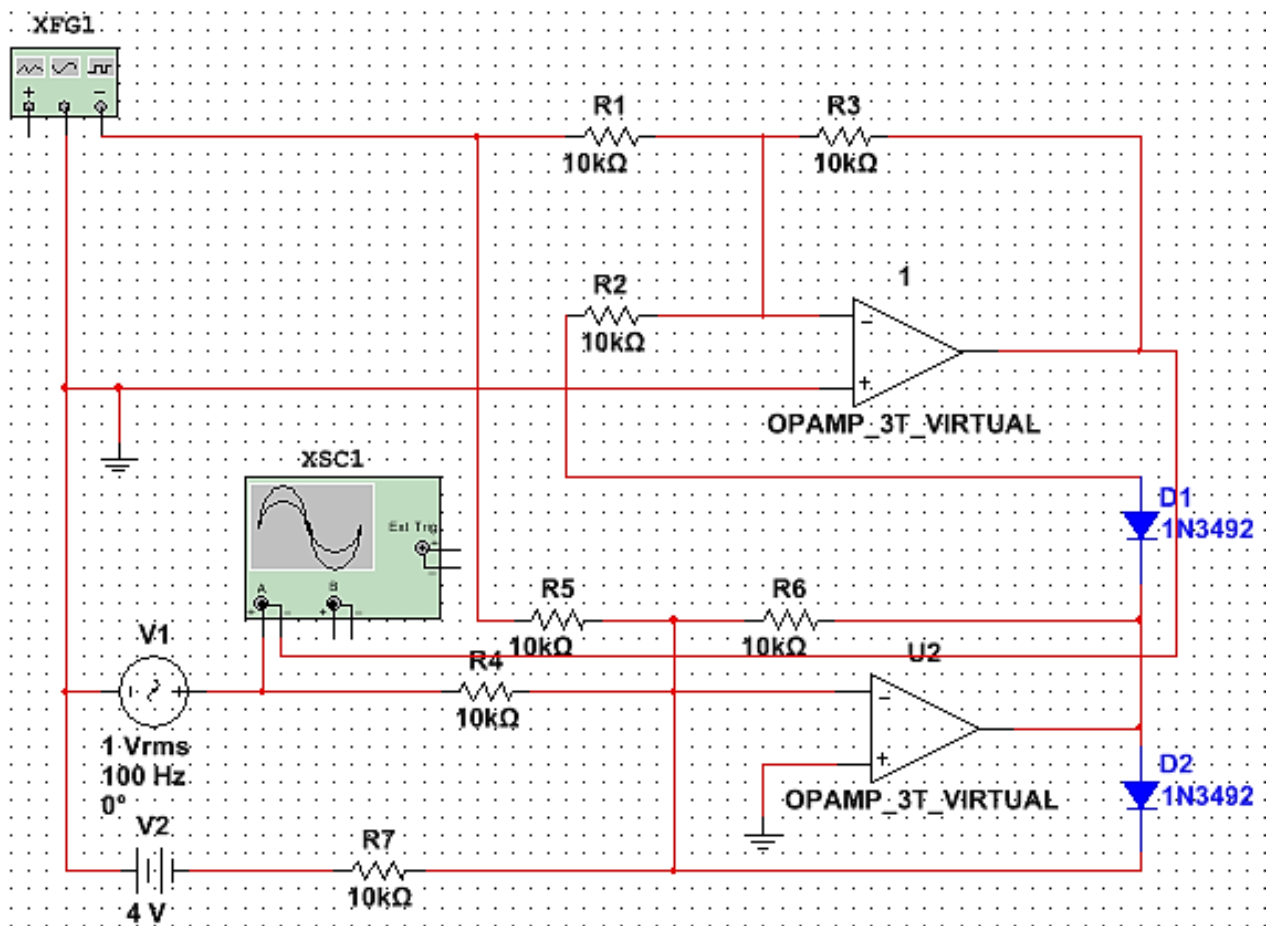 XFG1
+
−
R1
10kΩ
R3
10kΩ
R2
10kΩ
1
−
+
OPAMP_3T_VIRTUAL
XSC1
Ext Trig
+
−
A
B
+
−
+
−
D1
1N3492
R5
10kΩ
R6
10kΩ
U2
V1
R4
10kΩ
−
+
1 Vrms
100 Hz
0°
−
+
OPAMP_3T_VIRTUAL
D2
1N3492
V2
4 V
R7
10kΩ